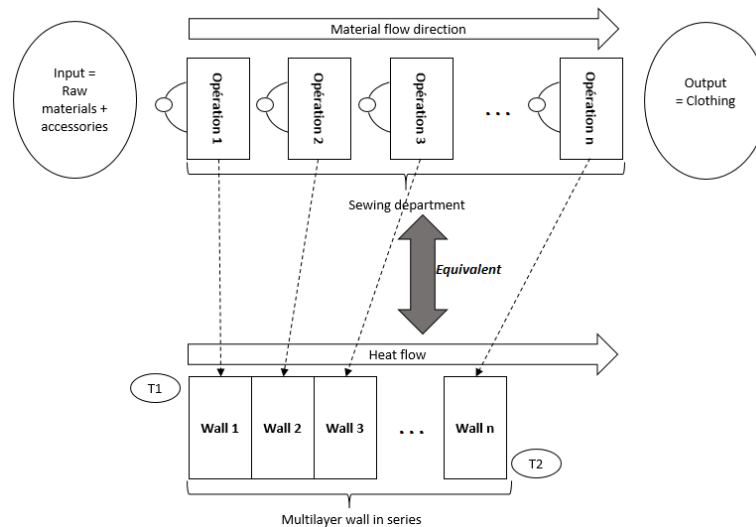 Material flow direction
Input =
Raw
materials +
accessories
Opération 1
Opération 2
Opération 3
...
Opération n
Output
= Clothing
Sewing department
Equivalent
Heat flow
T1
Wall 1
Wall 2
Wall 3
...
Wall n
T2
Multilayer wall in series